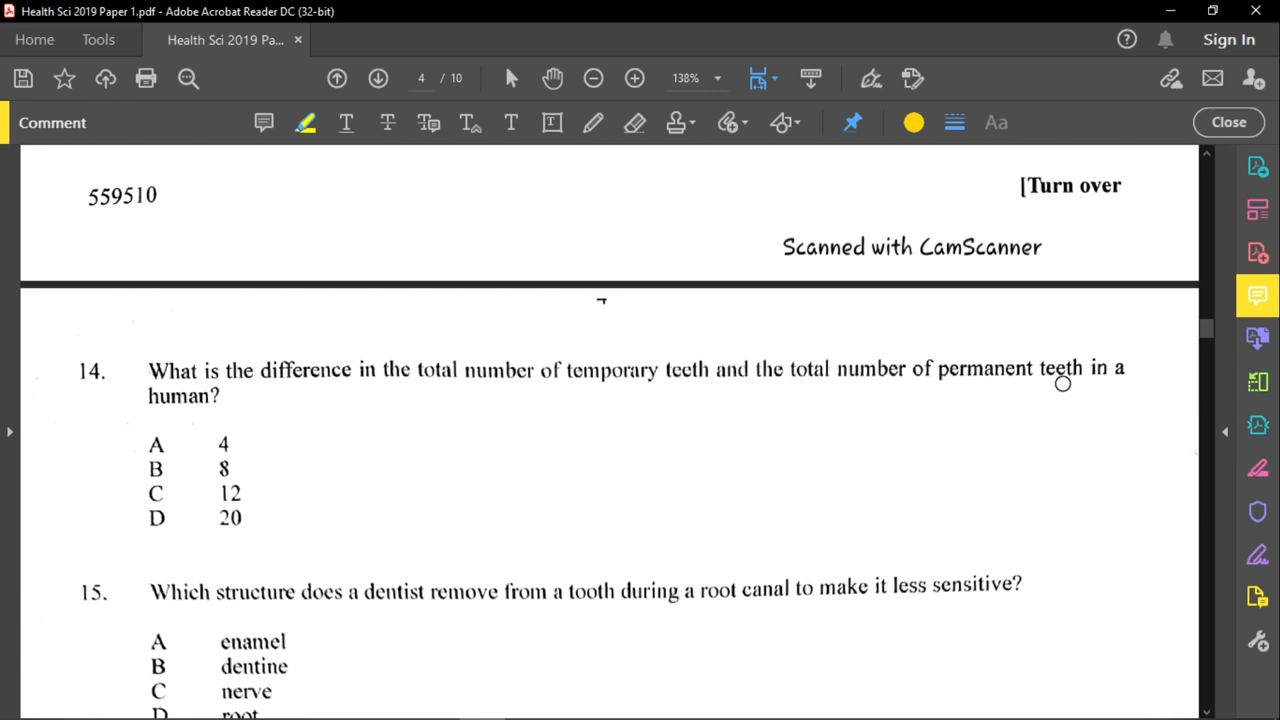 Health Sci 2019 Paper 1.pdf - Adobe Acrobat Reader DC (32-bit)
Home Tools Health Sci 2019 Pa... Sign In
4 / 10 138%
Comment Aa Close
559510 [Turn over
Scanned with CamScanner
14. What is the difference in the total number of temporary teeth and the total number of permanent teeth in a
human?
A 4
B 8
C 12
D 20
15. Which structure does a dentist remove from a tooth during a root canal to make it less sensitive?
A enamel
B dentine
C nerve
D root